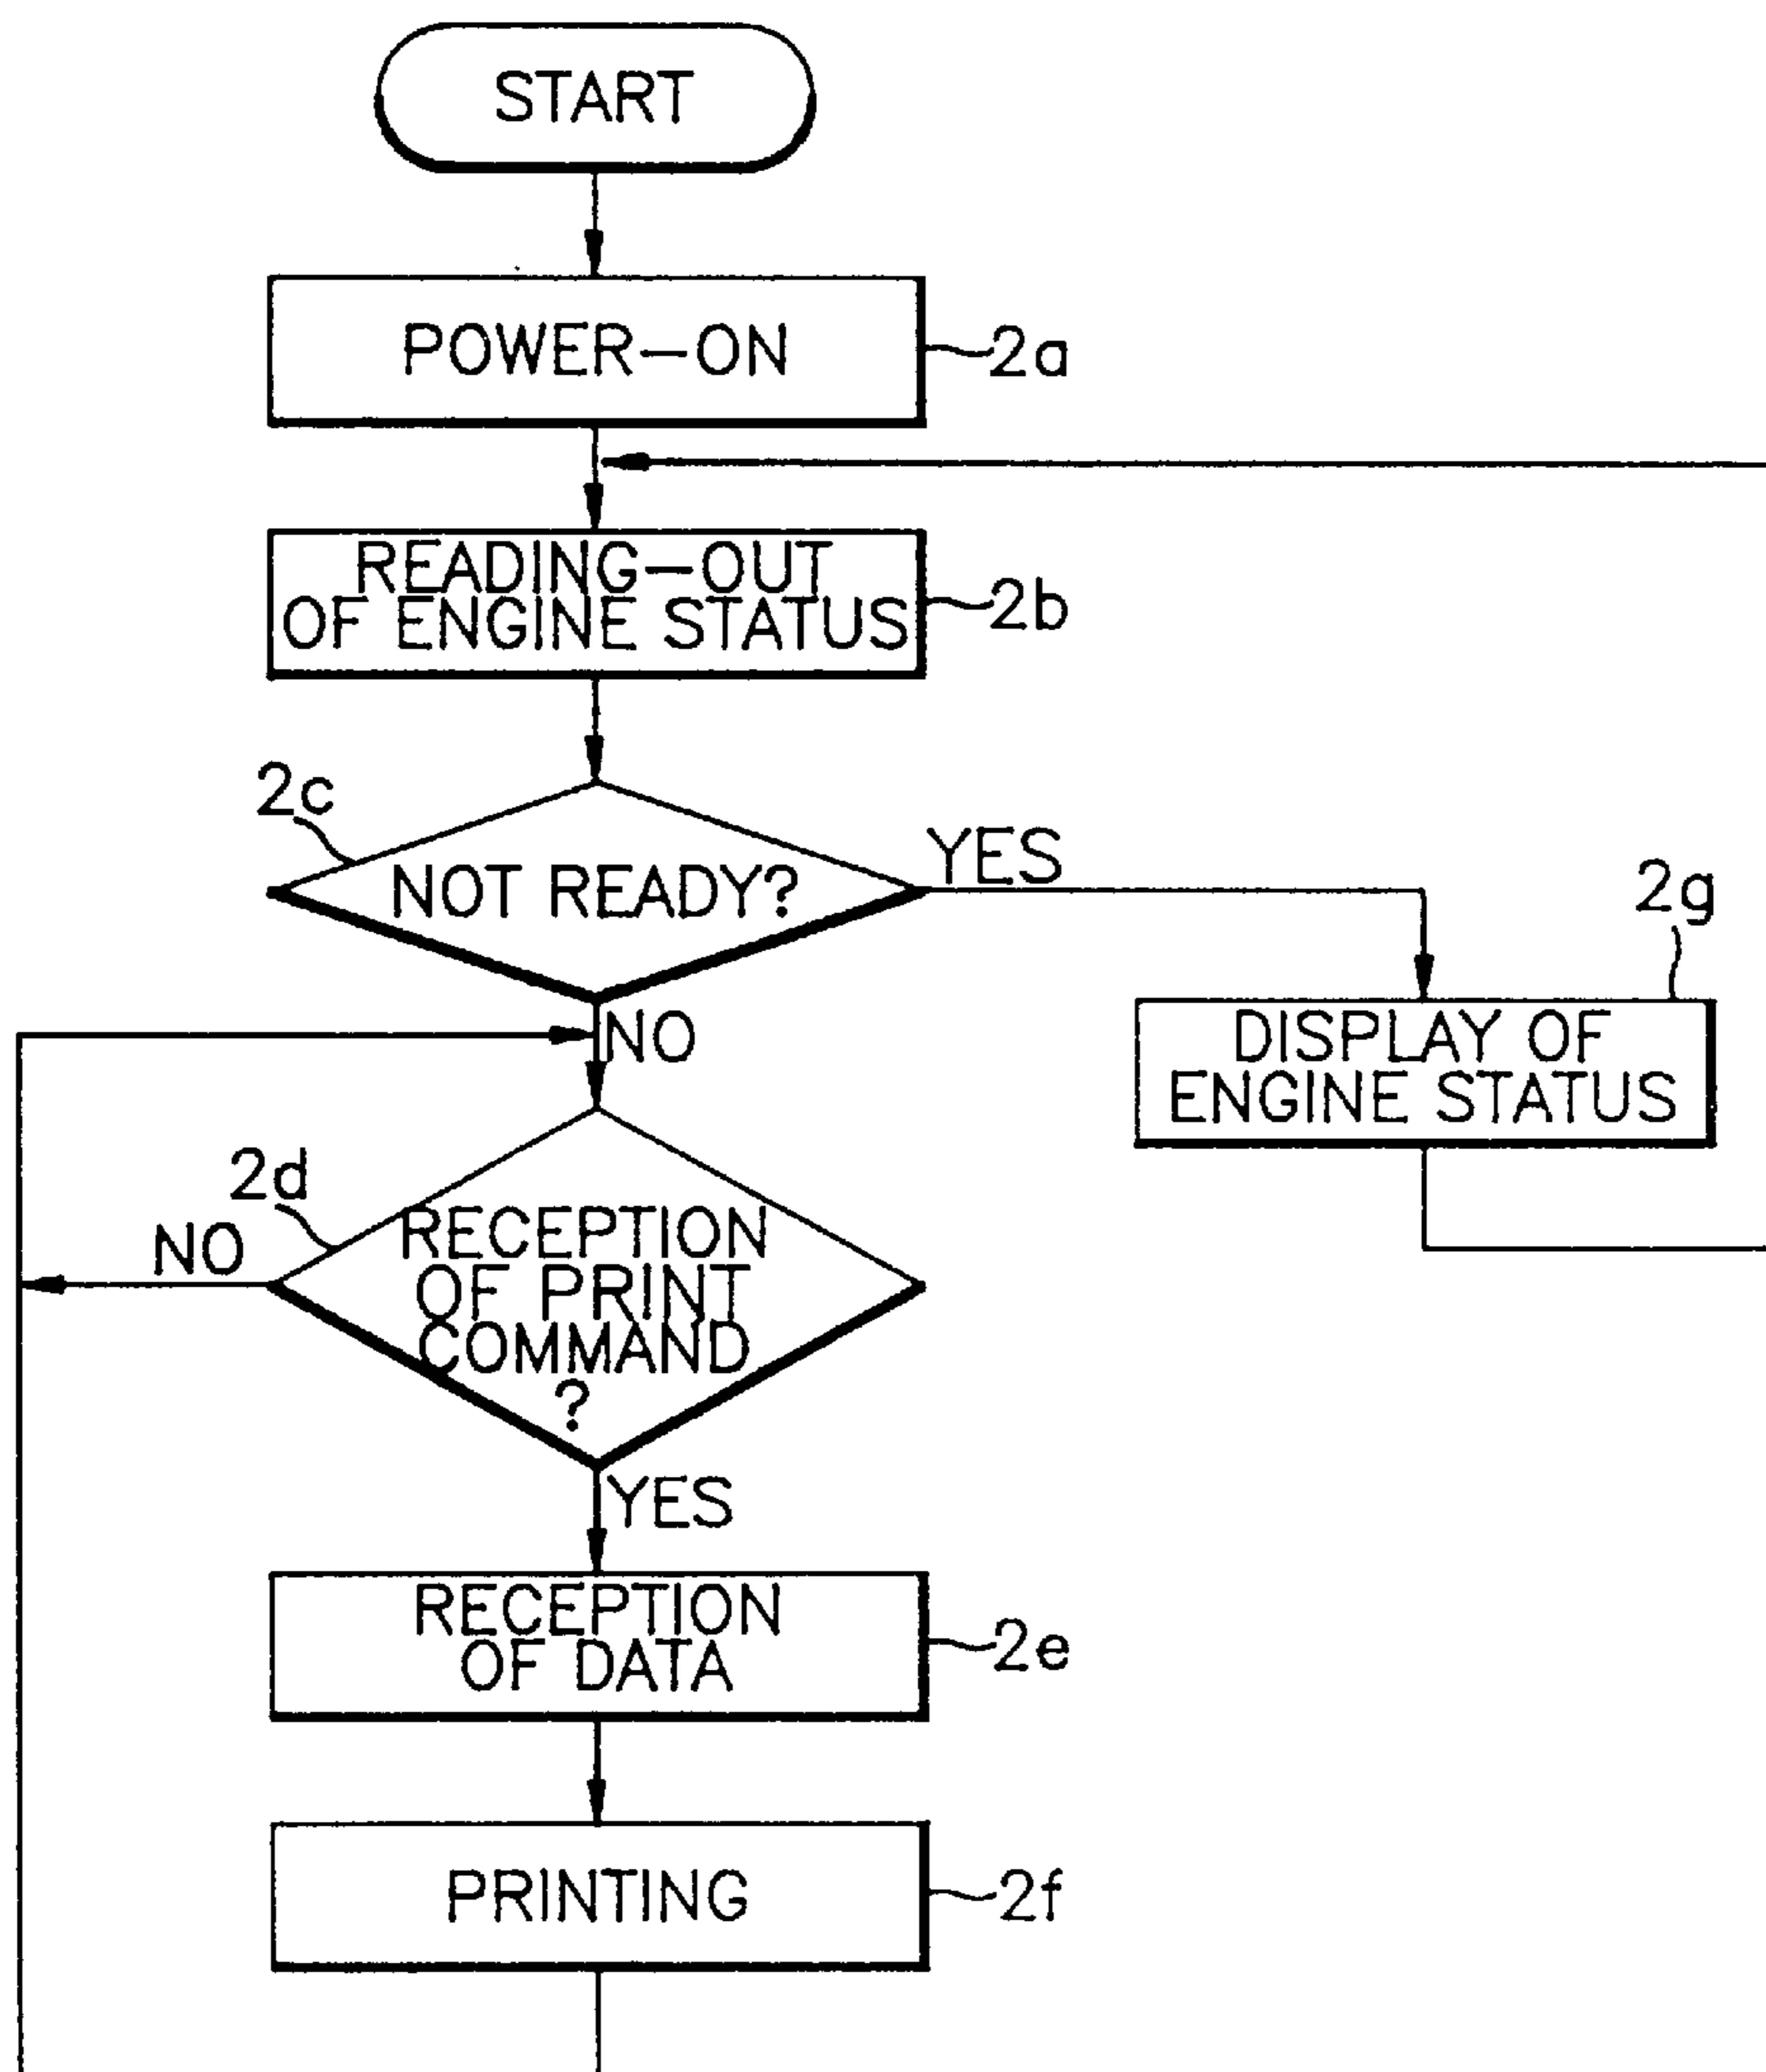 START
POWER-ON
2a
READING-OUT
OF ENGINE STATUS
2b
2c
NOT READY?
YES
2g
NO
DISPLAY OF
ENGINE STATUS
2d
NO
RECEPTION
OF PRINT
COMMAND
?
YES
RECEPTION
OF DATA
2e
PRINTING
2f